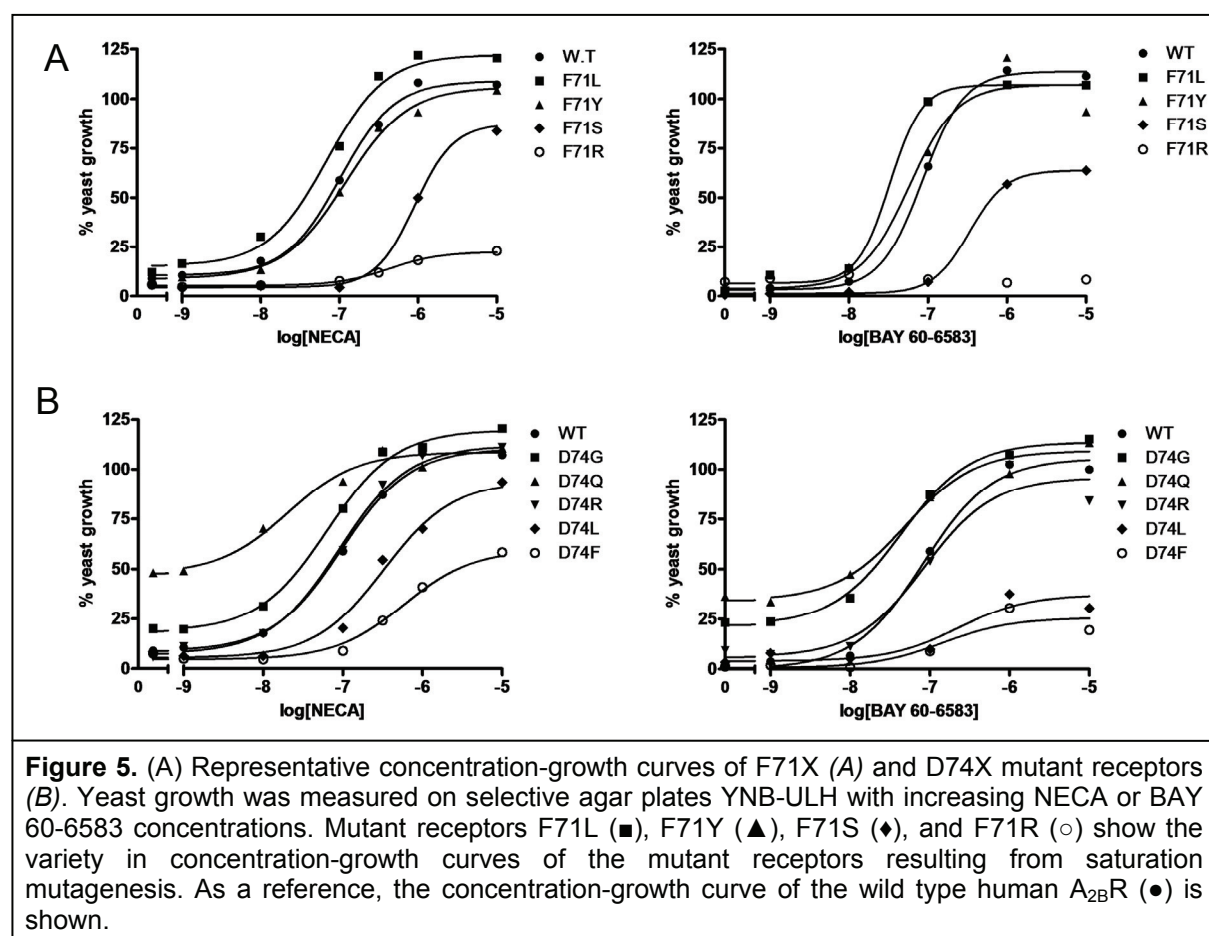 A
% yeast growth
125
100
75
50
25
0
0 -9 -8 -7 -6 -5
log[NECA]
● W.T
■ F71L
▲ F71Y
♦ F71S
○ F71R
% yeast growth
125
100
75
50
25
0
0 -9 -8 -7 -6 -5
log[BAY 60-6583]
● WT
■ F71L
▲ F71Y
♦ F71S
○ F71R
B
% yeast growth
125
100
75
50
25
0
0 -9 -8 -7 -6 -5
log[NECA]
● WT
■ D74G
▲ D74Q
▼ D74R
♦ D74L
○ D74F
% yeast growth
125
100
75
50
25
0
0 -9 -8 -7 -6 -5
log[BAY 60-6583]
● WT
■ D74G
▲ D74Q
▼ D74R
♦ D74L
○ D74F
Figure 5. (A) Representative concentration-growth curves of F71X (A) and D74X mutant receptors
(B). Yeast growth was measured on selective agar plates YNB-ULH with increasing NECA or BAY
60-6583 concentrations. Mutant receptors F71L (■), F71Y (▲), F71S (♦), and F71R (○) show the
variety in concentration-growth curves of the mutant receptors resulting from saturation
mutagenesis. As a reference, the concentration-growth curve of the wild type human A2BR (●) is
shown.